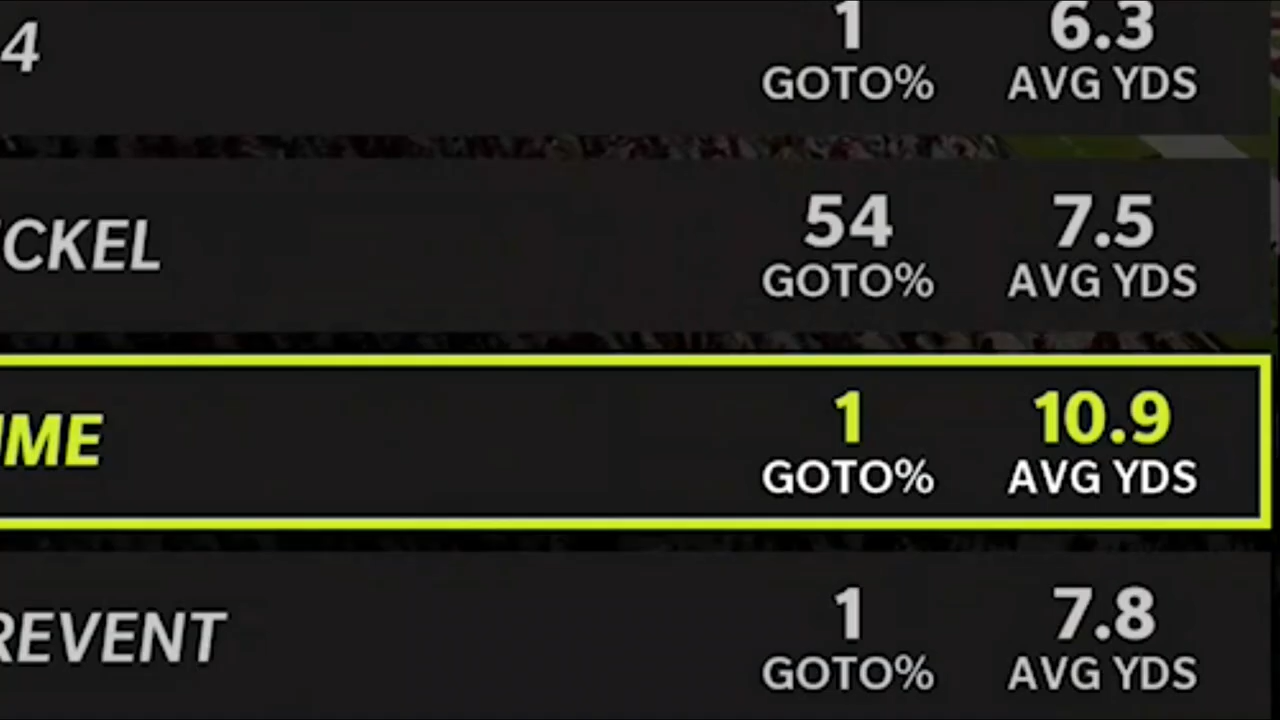 4
1 6.3
GOTO% AVG YDS
CKEL
54 7.5
GOTO% AVG YDS
IME
1 10.9
GOTO% AVG YDS
REVENT
1 7.8
GOTO% AVG YDS